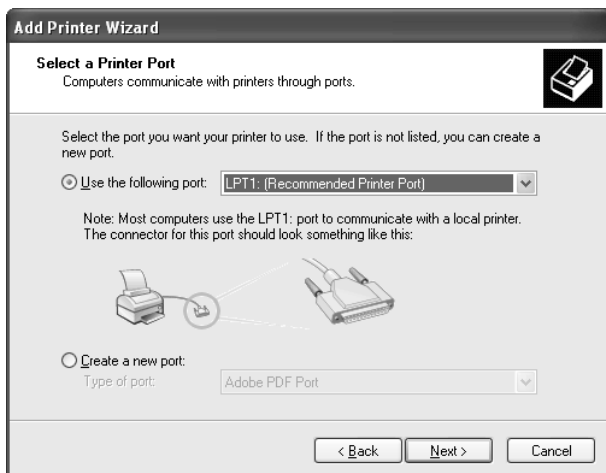 Add Printer Wizard
Select a Printer Port
Computers communicate with printers through ports.
Select the port you want your printer to use. If the port is not listed, you can create a
new port.
Use the following port: LPT1: (Recommended Printer Port)
Note: Most computers use the LPT1: port to communicate with a local printer.
The connector for this port should look something like this:
Create a new port:
Type of port: Adobe PDF Port
< Back Next > Cancel